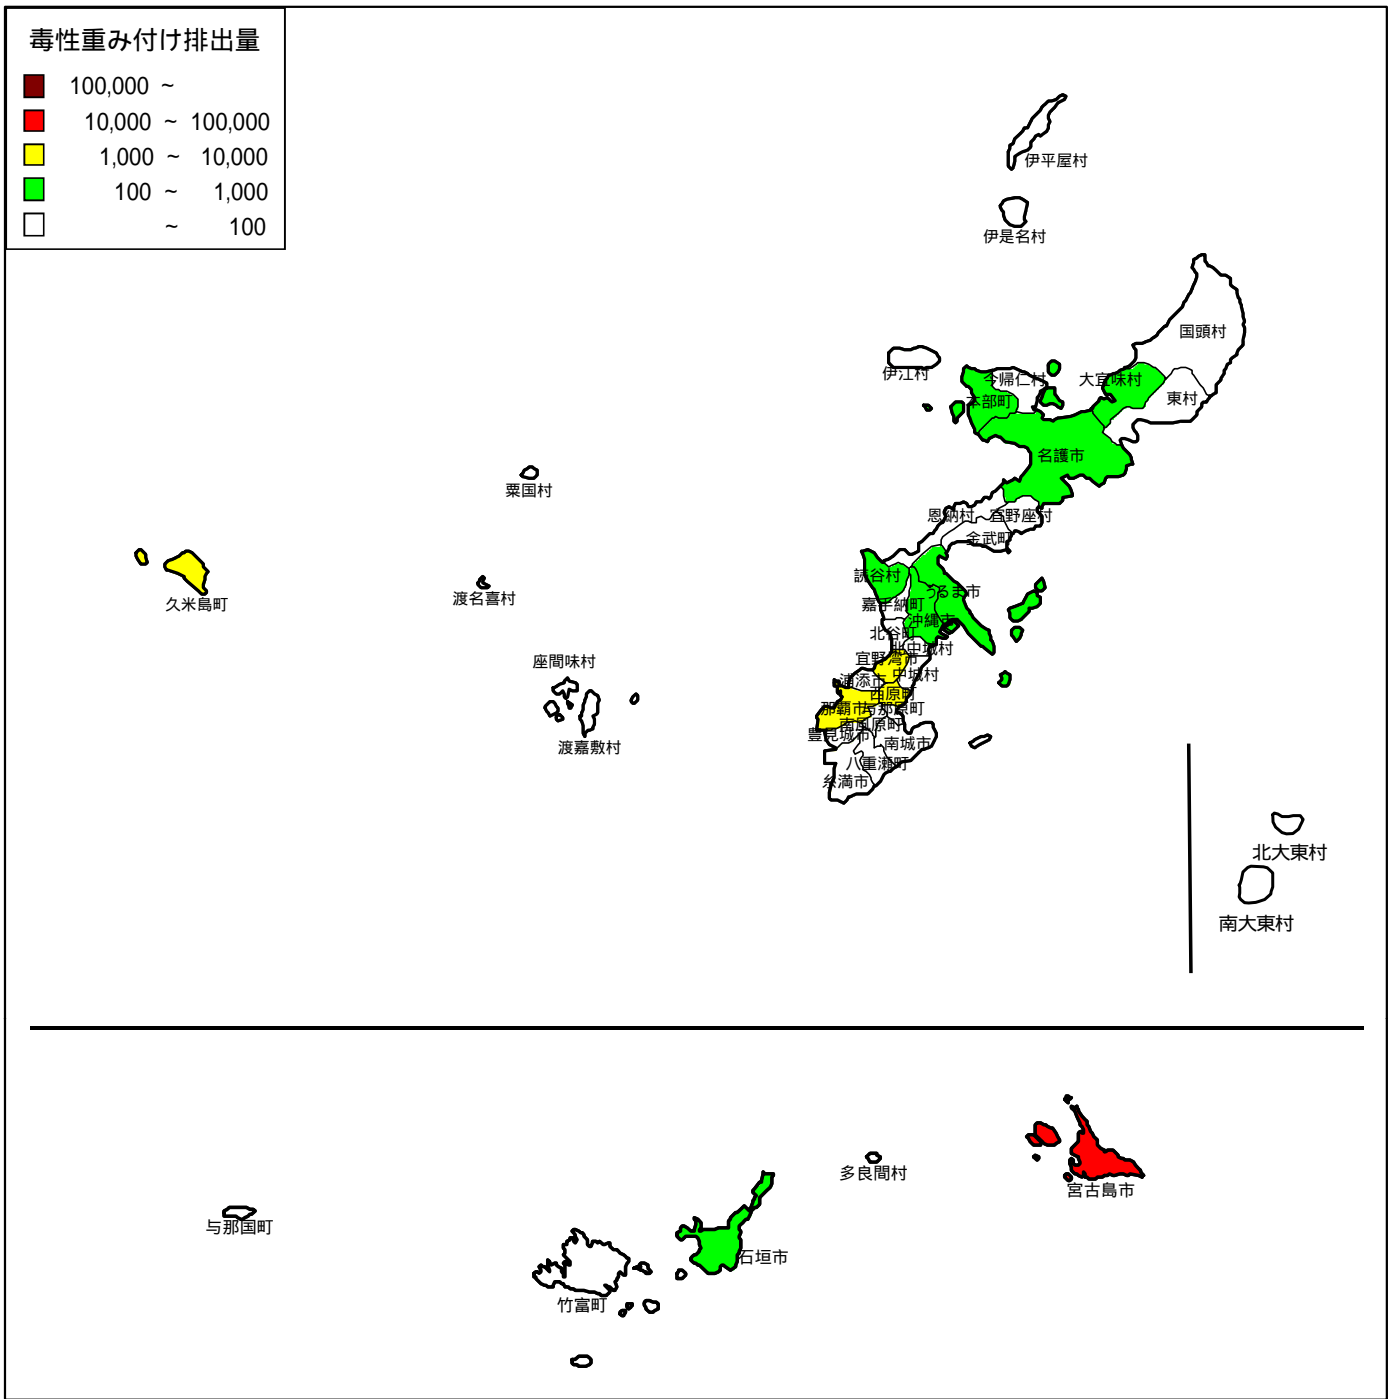 毒性重み付け排出量
100,000 ~
10,000 ~ 100,000
1,000 ~ 10,000
100 ~ 1,000
~ 100
伊平屋村
伊是名村
国頭村
伊江村
今帰仁村
大宜味村
本部町
東村
名護市
粟国村
恩納村
宜野座村
金武町
読谷村
うるま市
久米島町
渡名喜村
嘉手納町
沖縄市
北谷町
北中城村
宜野湾市
座間味村
中城村
浦添市
西原町
那覇市
与那原町
南風原町
豊見城市
南城市
渡嘉敷村
八重瀬町
糸満市
北大東村
南大東村
多良間村
宮古島市
与那国町
石垣市
竹富町